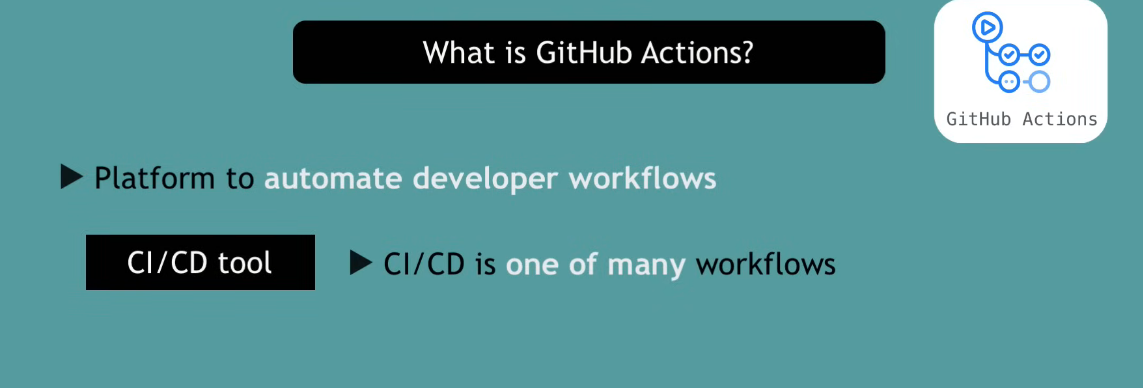 What is GitHub Actions?
GitHub Actions
Platform to automate developer workflows
CI/CD tool
CI/CD is one of many workflows